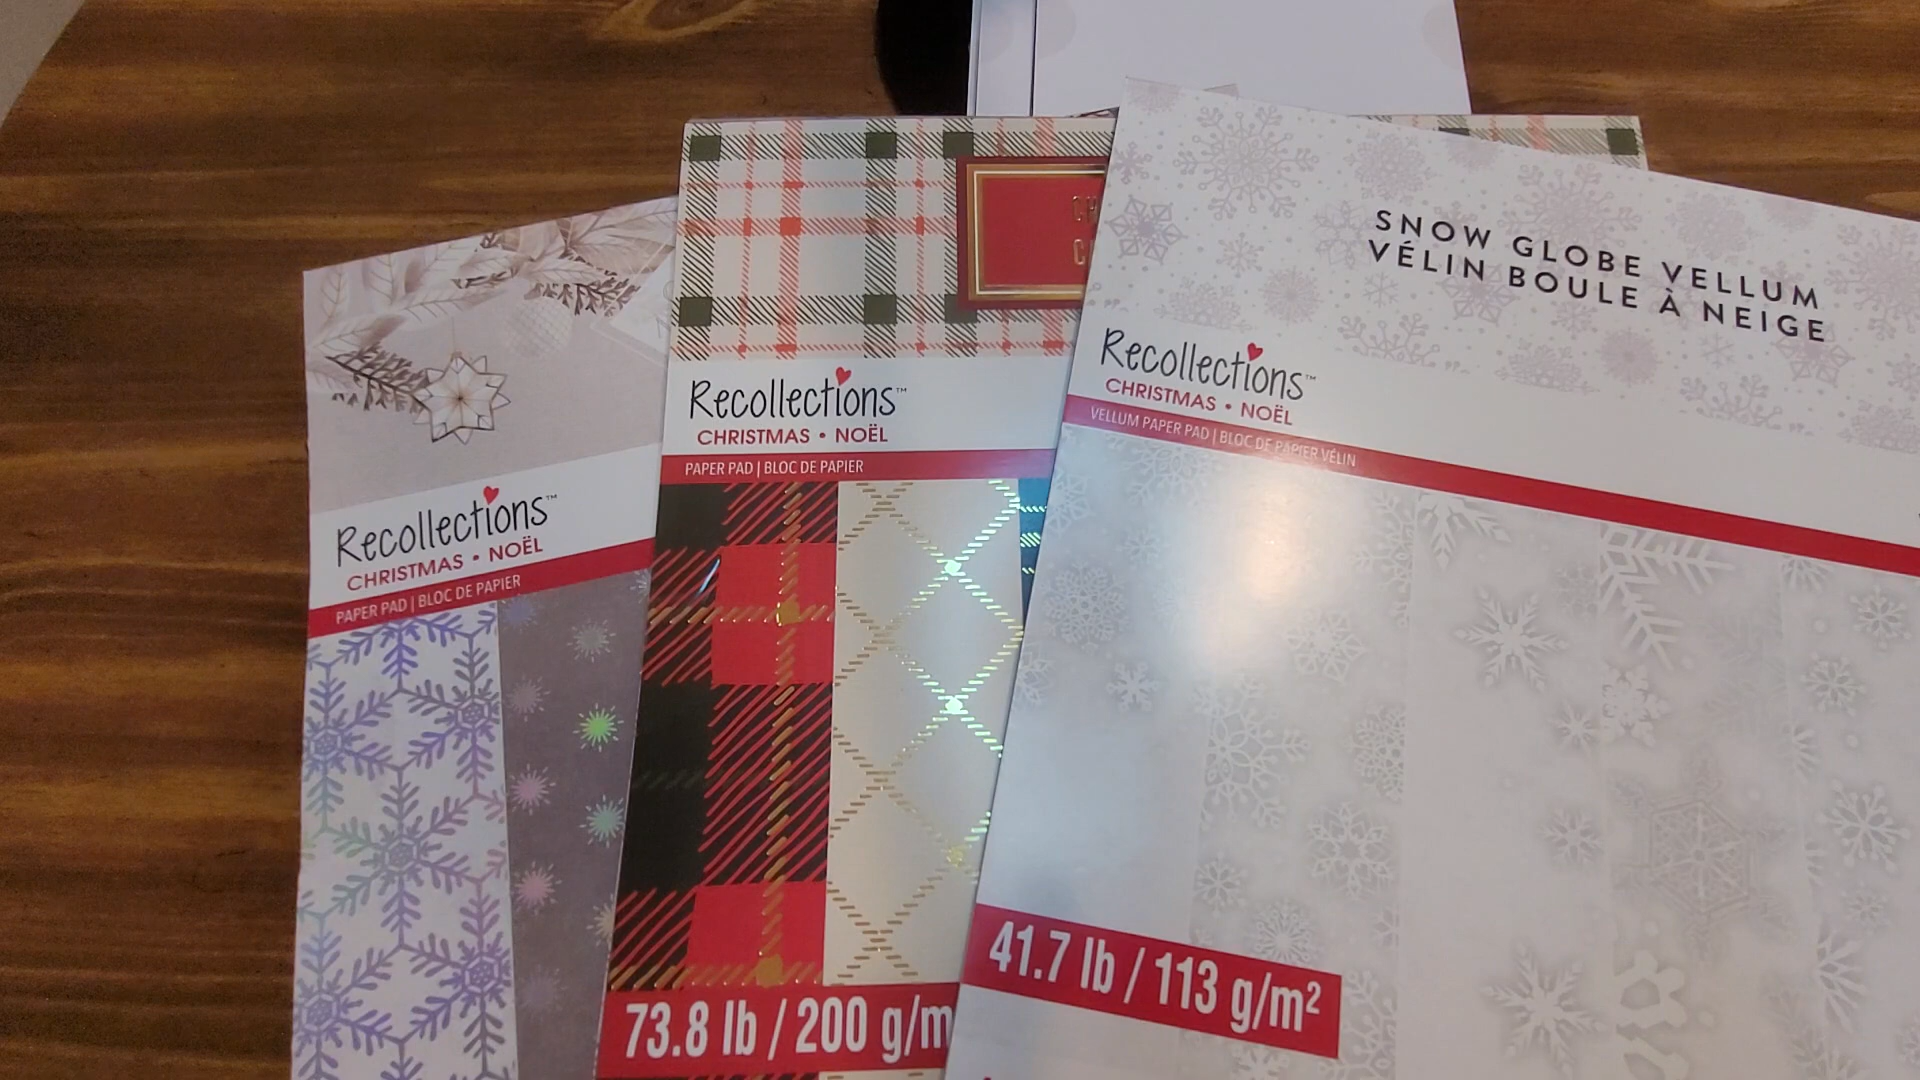 Recollections™
CHRISTMAS • NOËL
PAPER PAD | BLOC DE PAPIER
Recollections™
CHRISTMAS • NOËL
PAPER PAD | BLOC DE PAPIER
73.8 lb / 200 g/m
SNOW GLOBE VELLUM
VÉLIN BOULE À NEIGE
Recollections™
CHRISTMAS • NOËL
VELLUM PAPER PAD | BLOC DE PAPIER VÉLIN
41.7 lb / 113 g/m²